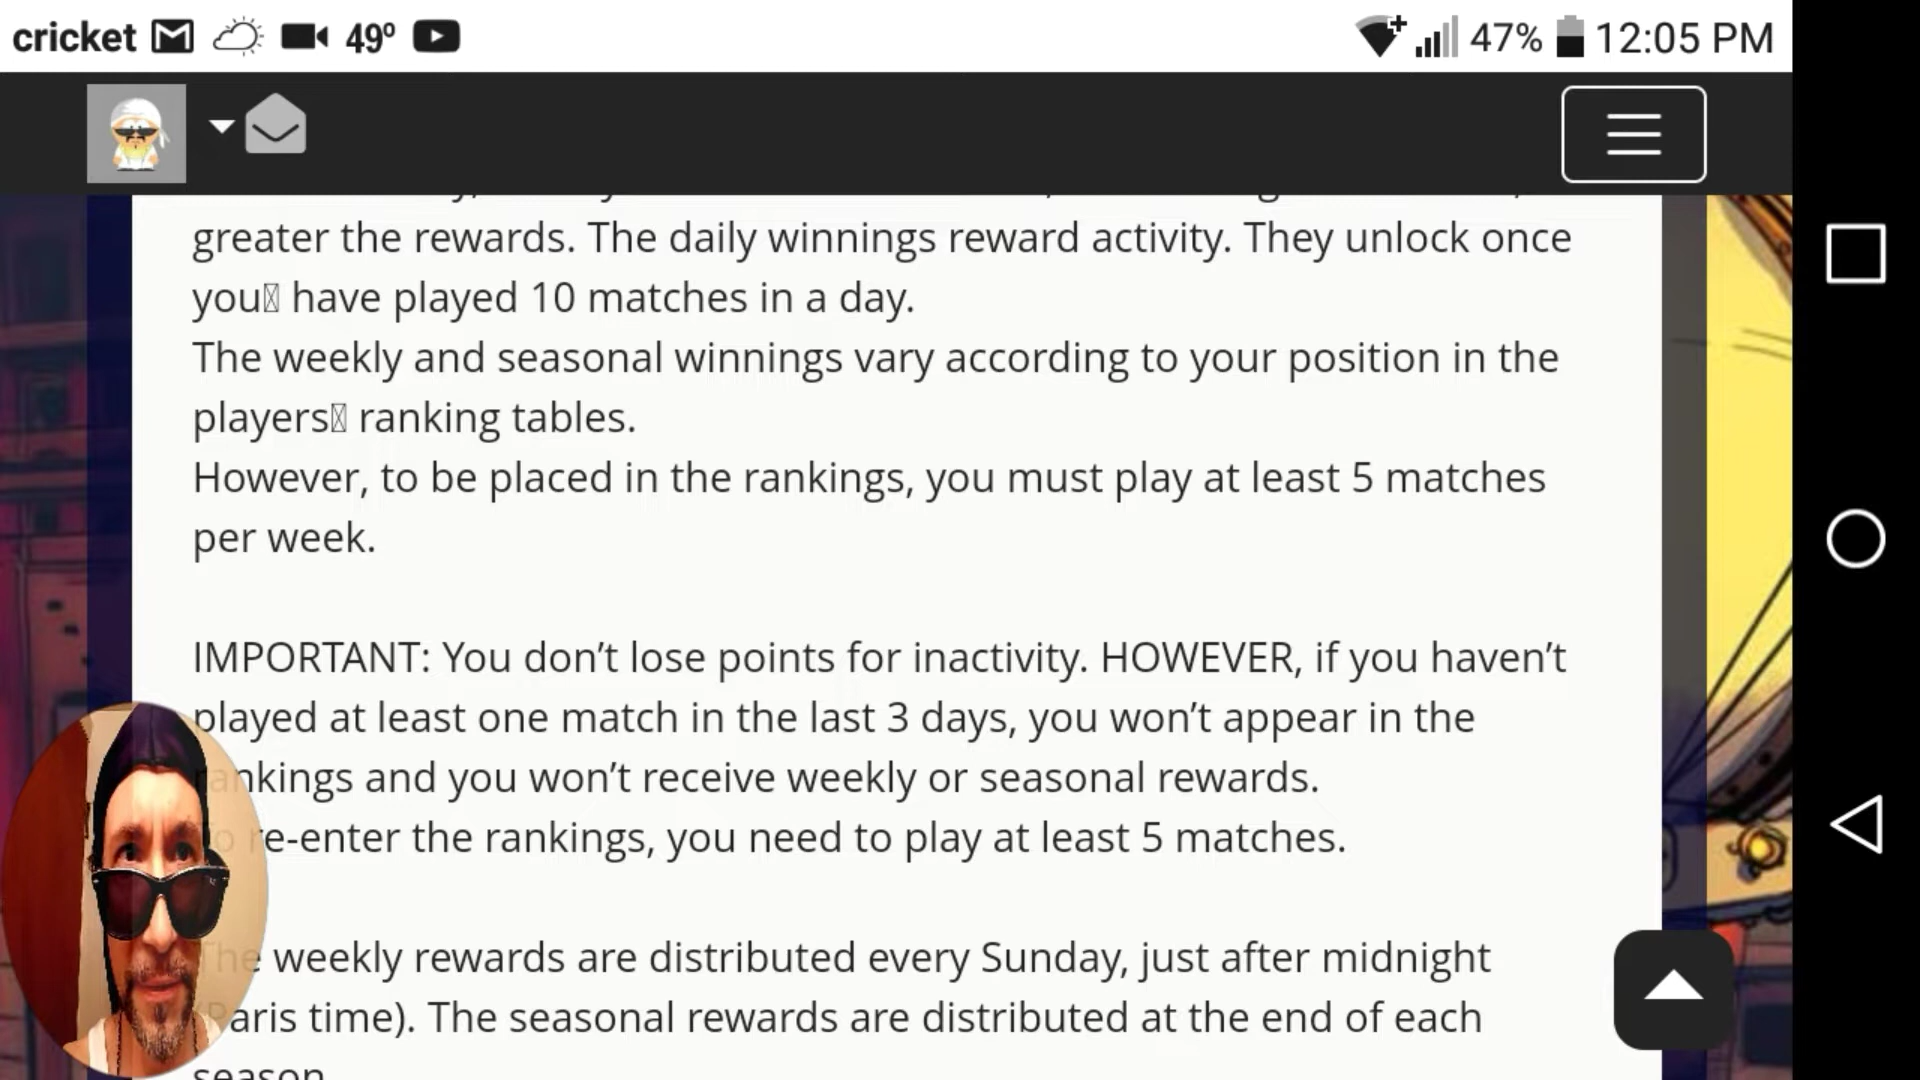 cricket 49° 47% 12:05 PM
greater the rewards. The daily winnings reward activity. They unlock once
you have played 10 matches in a day.
The weekly and seasonal winnings vary according to your position in the
players ranking tables.
However, to be placed in the rankings, you must play at least 5 matches
per week.
IMPORTANT: You don’t lose points for inactivity. HOWEVER, if you haven’t
played at least one match in the last 3 days, you won’t appear in the
rankings and you won’t receive weekly or seasonal rewards.
To re-enter the rankings, you need to play at least 5 matches.
The weekly rewards are distributed every Sunday, just after midnight
(Paris time). The seasonal rewards are distributed at the end of each
season